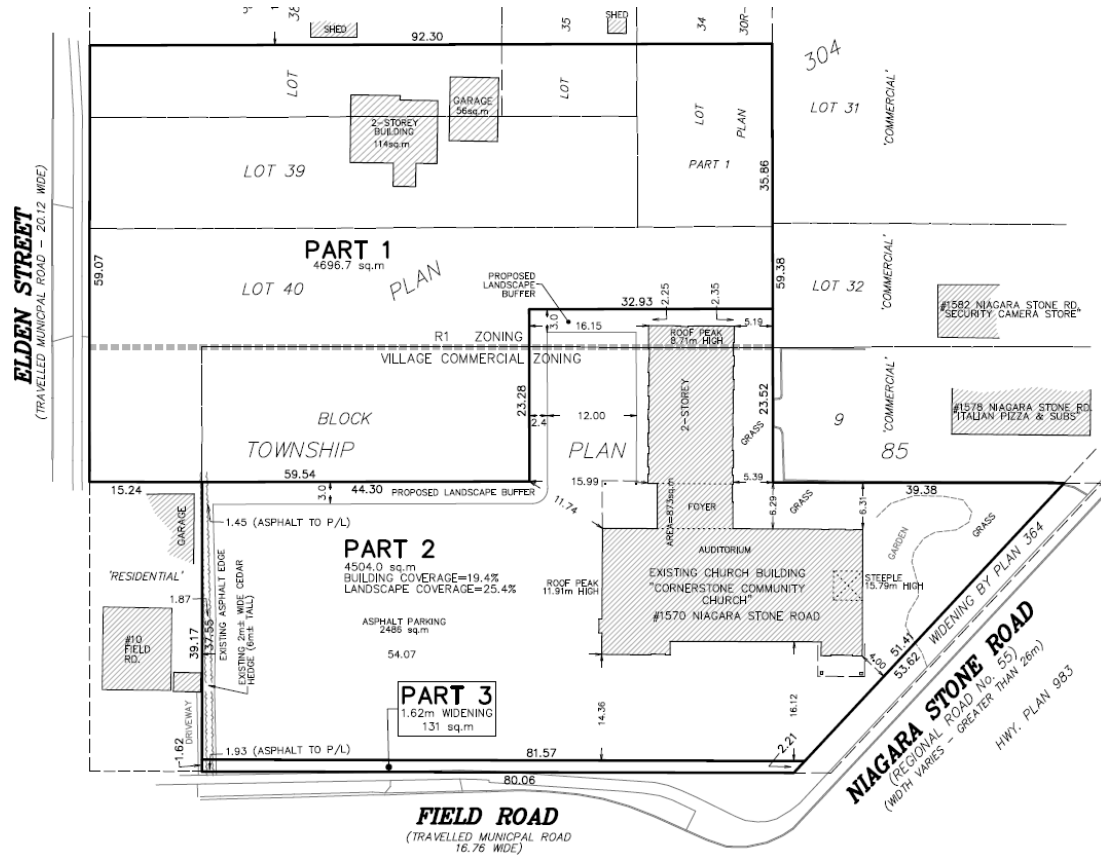 SHED
92.30
35
SHED
34
30R-
304
LOT
LOT
LOT
PLAN
LOT 31
"COMMERCIAL"
GARAGE
56sq.m
2-STOREY
BUILDING
114sq.m
LOT 39
PART 1
35.86
ELDEN STREET
(TRAVELLED MUNICPAL ROAD - 20.12 WIDE)
59.07
PART 1
4696.7 sq.m
LOT 40
PLAN
PROPOSED
LANDSCAPE
BUFFER
32.93
2.25
2.35
59.38
LOT 32
"COMMERCIAL"
#1582 NIAGARA STONE RD.
"SECURITY CAMERA STORE"
3.0
16.15
5.19
R1 ZONING
ROOF PEAK
8.71m HIGH
VILLAGE COMMERCIAL ZONING
23.28
2.4
12.00
2-STOREY
23.52
GRASS
BLOCK
TOWNSHIP
PLAN
9
85
"COMMERCIAL"
#1578 NIAGARA STONE RD.
"ITALIAN PIZZA & SUBS"
59.54
15.24
3.0
44.30
PROPOSED LANDSCAPE BUFFER
15.99
5.39
39.38
GARAGE
1.45 (ASPHALT TO P/L)
11.74
AREA=873sq.m
FOYER
6.29
GRASS
6.31
GARDEN
GRASS
PART 2
4504.0 sq.m
BUILDING COVERAGE=19.4%
LANDSCAPE COVERAGE=25.4%
AUDITORIUM
EXISTING CHURCH BUILDING
"CORNERSTONE COMMUNITY
CHURCH"
#1570 NIAGARA STONE ROAD
ROOF PEAK
11.91m HIGH
STEEPLE
15.79m HIGH
"RESIDENTIAL"
1.87
#10
FIELD
RD.
39.17
37.55
EXISTING ASPHALT EDGE
EXISTING 2m± WIDE CEDAR
HEDGE (6m± TALL)
ASPHALT PARKING
2486 sq.m
54.07
4.06
51.41
53.62
WIDENING BY PLAN 364
NIAGARA STONE ROAD
(REGIONAL ROAD No. 55)
(WIDTH VARIES - GREATER THAN 26m)
HWY. PLAN 983
PART 3
1.62m WIDENING
131 sq.m
14.36
16.12
DRIVEWAY
1.62
1.93 (ASPHALT TO P/L)
81.57
2.21
80.06
FIELD ROAD
(TRAVELLED MUNICPAL ROAD
16.76 WIDE)